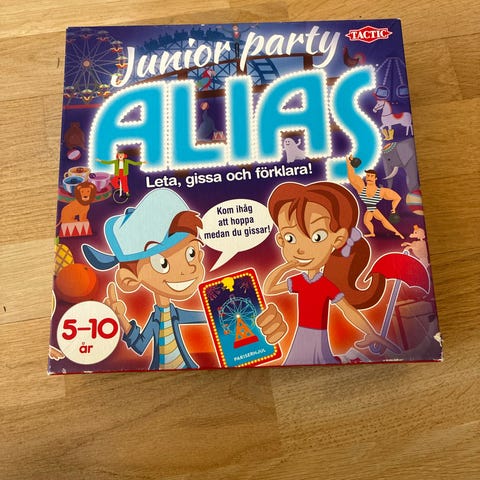 Junior party
TACTIC
ALIAS
Leta, gissa och förklara!
Kom ihåg
att hoppa
medan du gissar!
5-10
år
PARISERHJUL